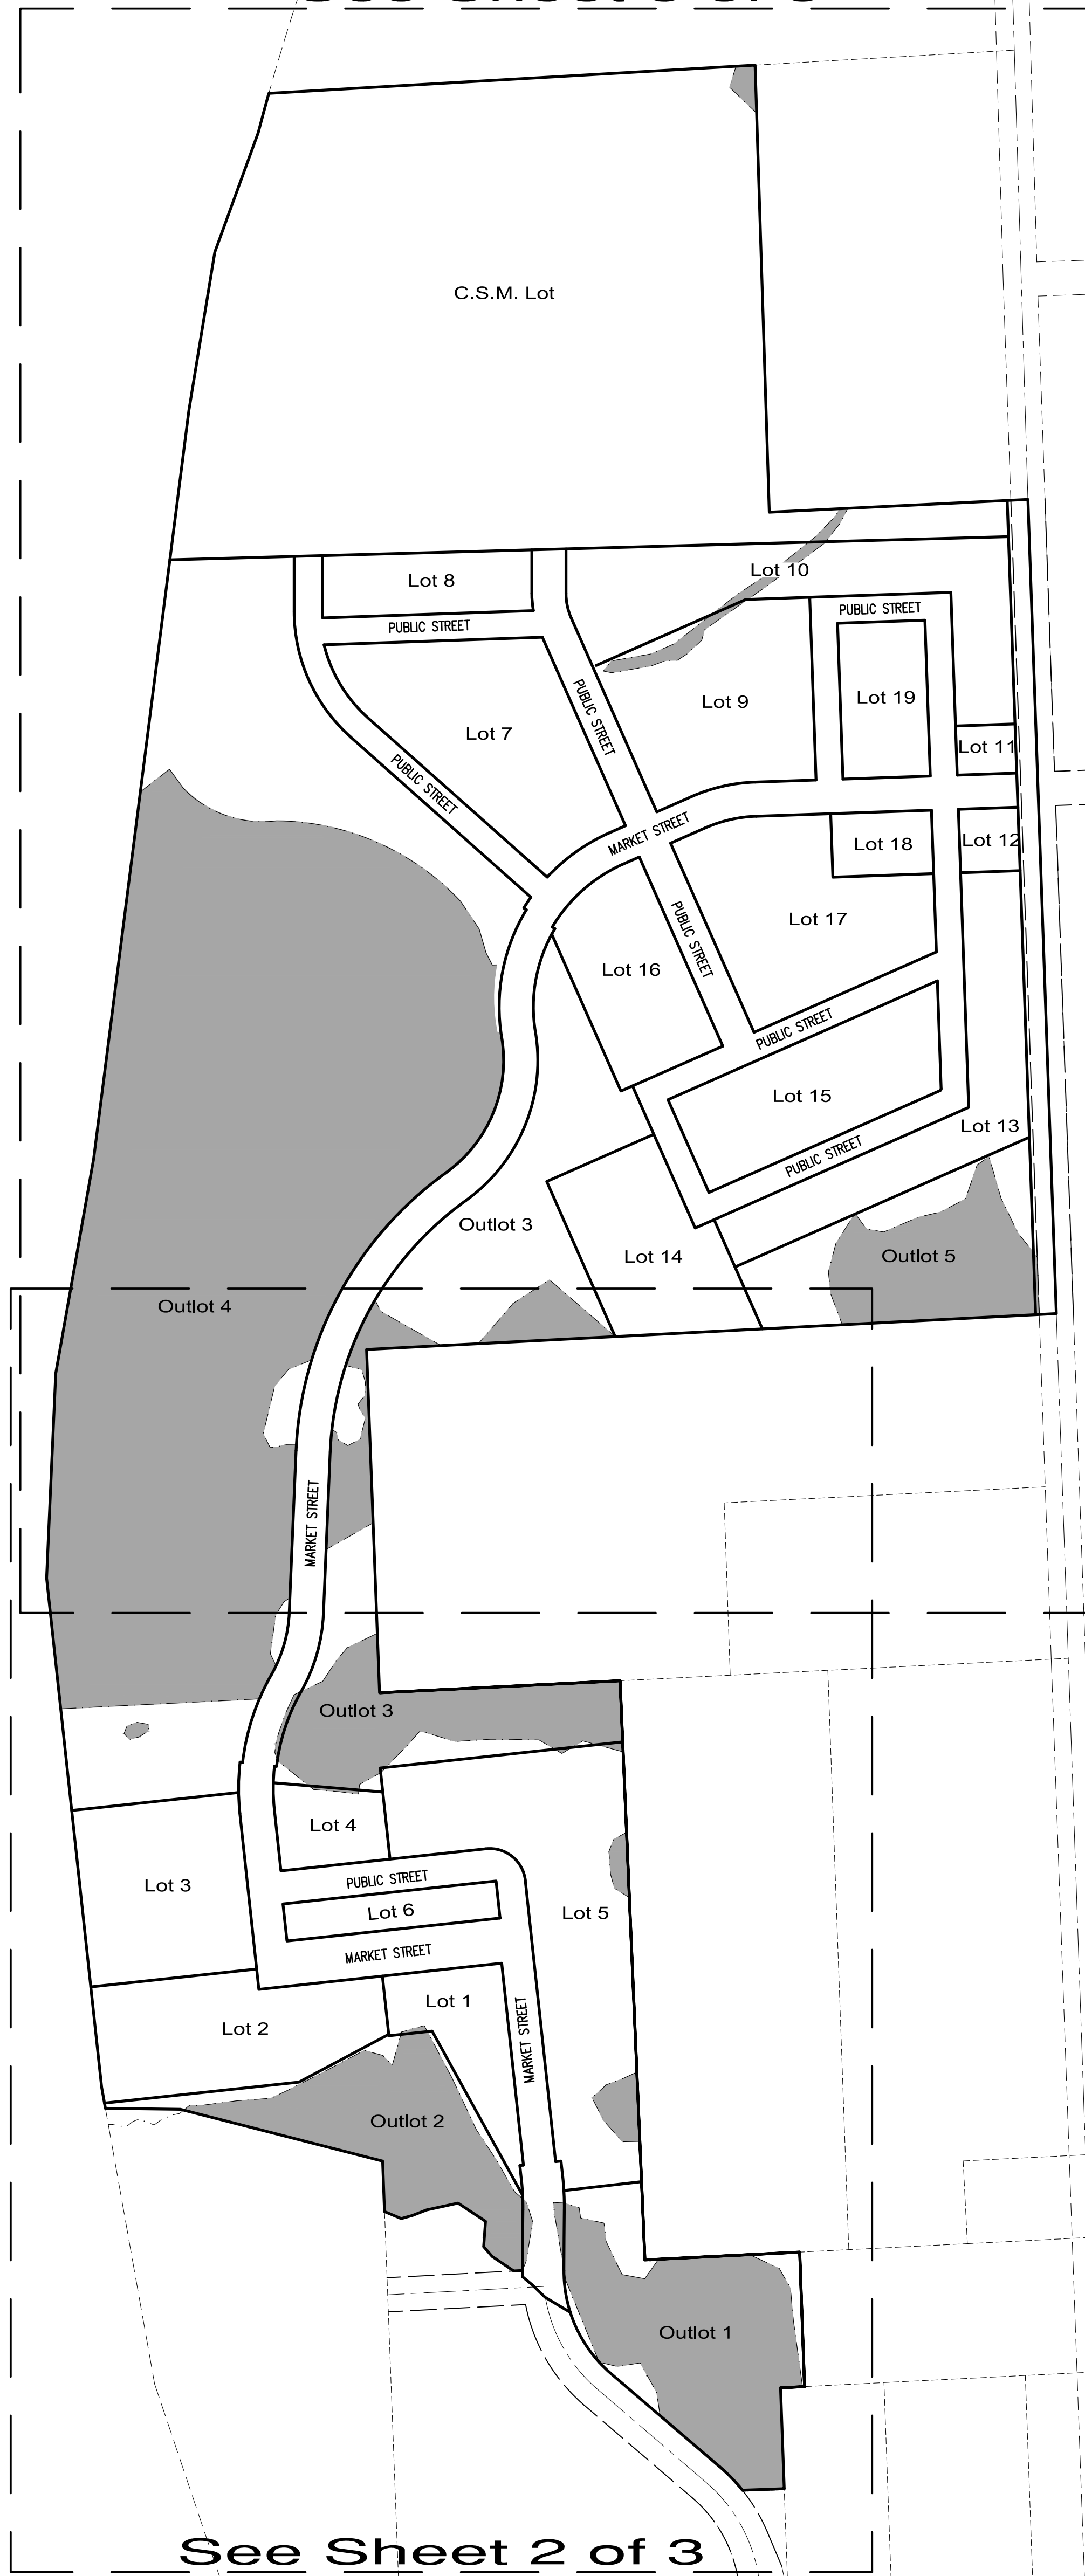 C.S.M. Lot
Lot 8
Lot 10
PUBLIC STREET
PUBLIC STREET
Lot 9
Lot 19
Lot 7
PUBLIC STREET
Lot 11
PUBLIC STREET
MARKET STREET
Lot 18
Lot 12
Lot 17
PUBLIC STREET
Lot 16
PUBLIC STREET
Lot 15
Lot 13
PUBLIC STREET
Outlot 3
Lot 14
Outlot 5
Outlot 4
MARKET STREET
Outlot 3
Lot 4
PUBLIC STREET
Lot 3
Lot 6
Lot 5
MARKET STREET
Lot 1
Lot 2
MARKET STREET
Outlot 2
Outlot 1
See Sheet 2 of 3